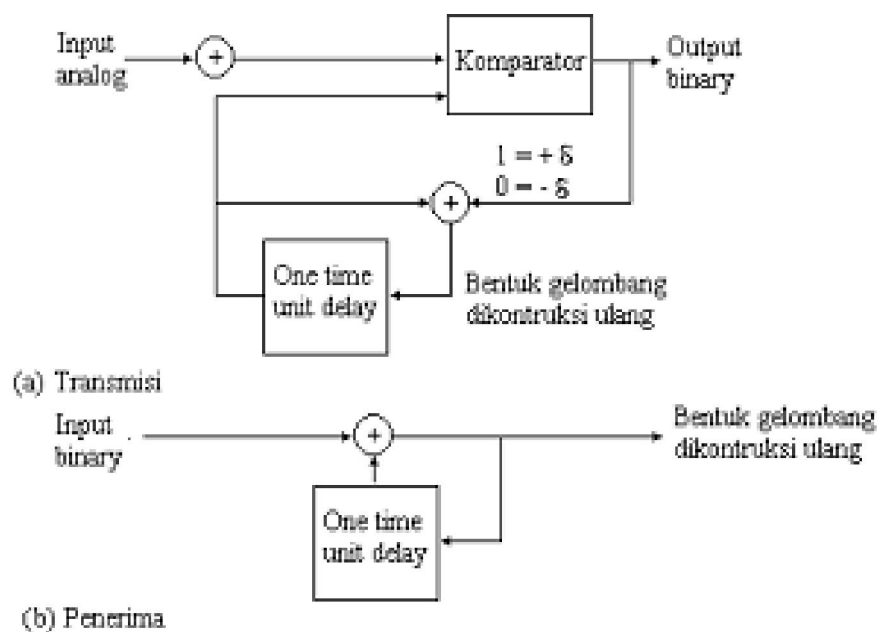 Input
analog
+
Komparator
Output
binary
1 = + δ
0 = - δ
+
One time
unit delay
Bentuk gelombang
dikontruksi ulang
(a) Transmisi
Input
binary
+
Bentuk gelombang
dikontruksi ulang
One time
unit delay
(b) Penerima